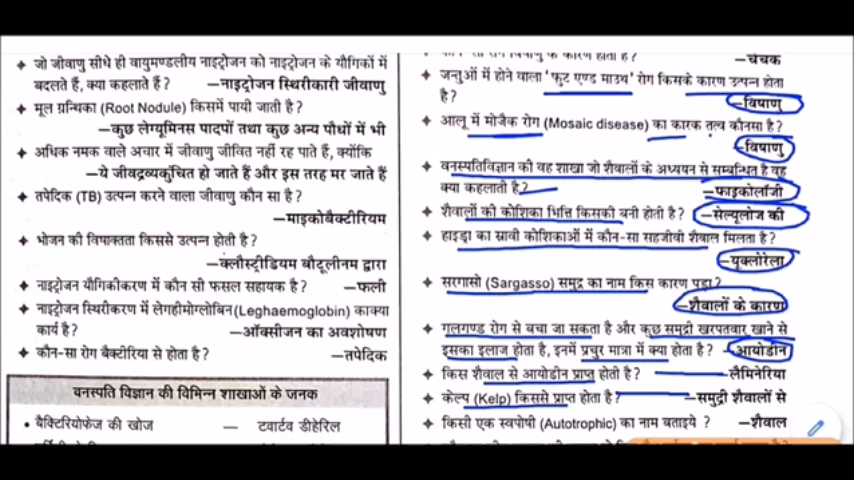 ✦ जो जीवाणु सीधे ही वायुमण्डलीय नाइट्रोजन को नाइट्रोजन के यौगिकों में
बदलते हैं, क्या कहलाते हैं ? —नाइट्रोजन स्थिरीकारी जीवाणु
✦ मूल ग्रन्थिका (Root Nodule) किसमें पायी जाती है ?
—कुछ लेग्यूमिनस पादपों तथा कुछ अन्य पौधों में भी
✦ अधिक नमक वाले अचार में जीवाणु जीवित नहीं रह पाते हैं, क्योंकि
—ये जीवद्रव्यकुंचित हो जाते हैं और इस तरह मर जाते हैं
✦ तपेदिक (TB) उत्पन्न करने वाला जीवाणु कौन सा है ?
—माइकोबैक्टीरियम
✦ भोजन की विषाक्तता किससे उत्पन्न होती है ?
—क्लौस्ट्रीडियम बौटूलीनम द्वारा
✦ नाइट्रोजन यौगिकीकरण में कौन सी फसल सहायक है ? —फली
✦ नाइट्रोजन स्थिरीकरण में लेगहीमोग्लोबिन(Leghaemoglobin) का क्या
कार्य है ? —ऑक्सीजन का अवशोषण
✦ कौन-सा रोग बैक्टीरिया से होता है ? —तपेदिक
वनस्पति विज्ञान की विभिन्न शाखाओं के जनक
• बैक्टिरियोफेज की खोज — टवार्टव डीहेरिल
रोग विषाणु के कारण होता है ? —चेचक
✦ जन्तुओं में होने वाला 'फुट एण्ड माउथ' रोग किसके कारण उत्पन्न होता
है ? —विषाणु
✦ आलू में मोजैक रोग (Mosaic disease) का कारक तत्व कौनसा है ?
—विषाणु
✦ वनस्पतिविज्ञान की वह शाखा जो शैवालों के अध्ययन से सम्बन्धित है वह
क्या कहलाती है ? —फाइकोलॉजी
✦ शैवालों की कोशिका भित्ति किसकी बनी होती है ? —सेल्यूलोज की
✦ हाइड्रा का स्रावी कोशिकाओं में कौन-सा सहजीवी शैवाल मिलता है ?
—यूक्लोरेला
✦ सरगासो (Sargasso) समुद्र का नाम किस कारण पड़ा ?
—शैवालों के कारण
✦ गलगण्ड रोग से बचा जा सकता है और कुछ समुद्री खरपतवार खाने से
इसका इलाज होता है, इनमें प्रचुर मात्रा में क्या होता है ? —आयोडीन
✦ किस शैवाल से आयोडीन प्राप्त होती है ? —लैमिनेरिया
✦ केल्प (Kelp) किससे प्राप्त होता है ? —समुद्री शैवालों से
✦ किसी एक स्वपोषी (Autotrophic) का नाम बताइये ? —शैवाल